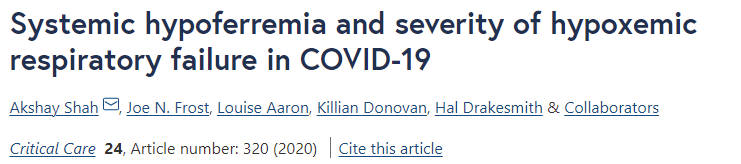 Systemic hypoferremia and severity of hypoxemic
respiratory failure in COVID-19
Akshay Shah, Joe N. Frost, Louise Aaron, Killian Donovan, Hal Drakesmith & Collaborators
Critical Care 24, Article number: 320 (2020) | Cite this article